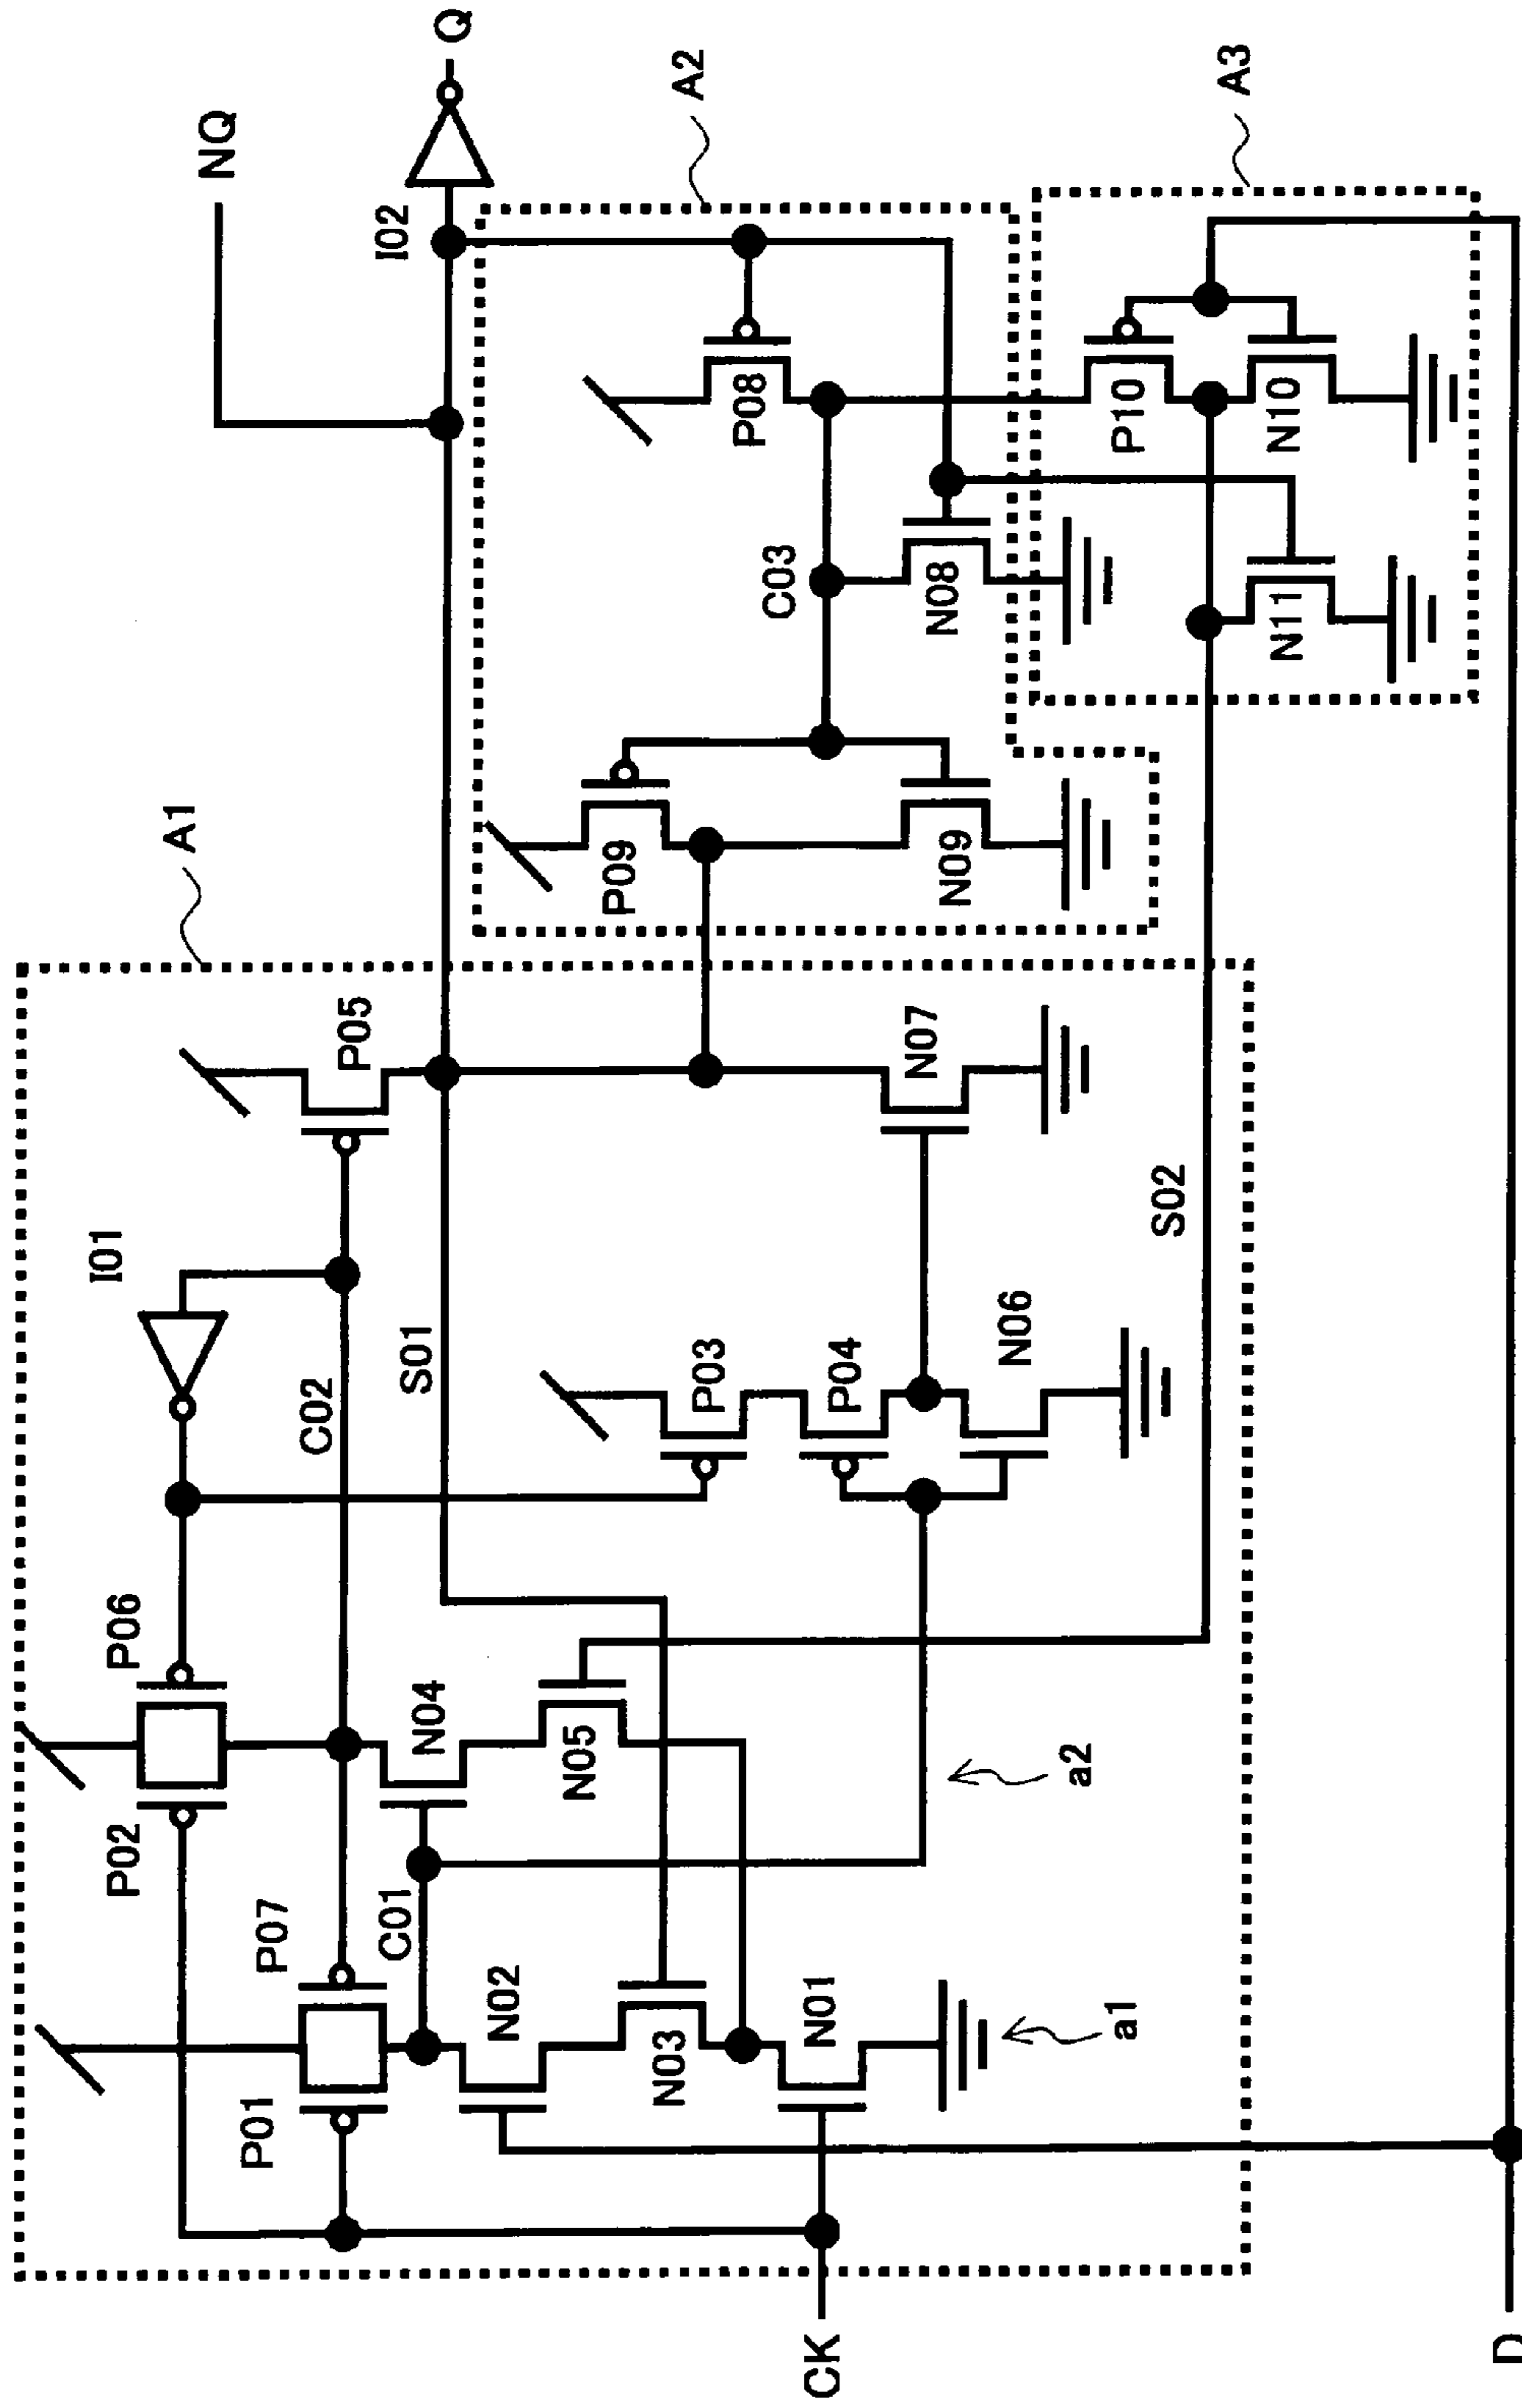 I01
P02
P06
A1
NQ
P01
P07
C02
P05
C01
I02
S01
N04
Q
N02
N05
P09
N03
A2
P03
P08
C03
N01
CK
P04
N07
N08
N09
N06
a2
a1
P10
S02
A3
N11
N10
D